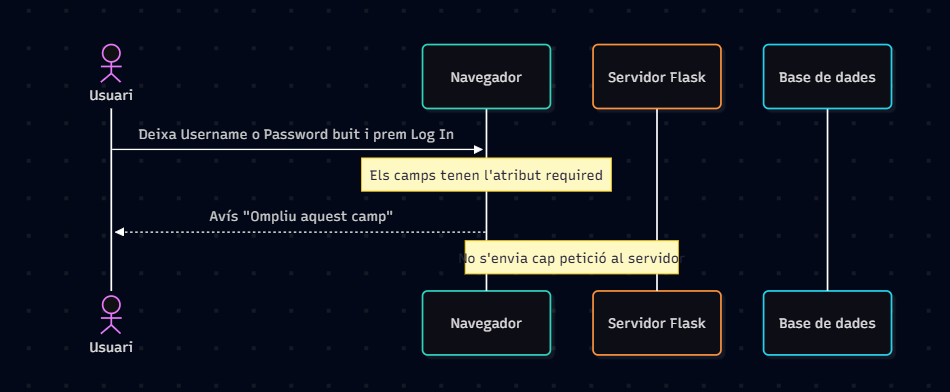 Usuari
Navegador
Servidor Flask
Base de dades
Deixa Username o Password buit i prem Log In
Els camps tenen l'atribut required
Avís "Ompliu aquest camp"
No s'envia cap petició al servidor
Usuari
Navegador
Servidor Flask
Base de dades